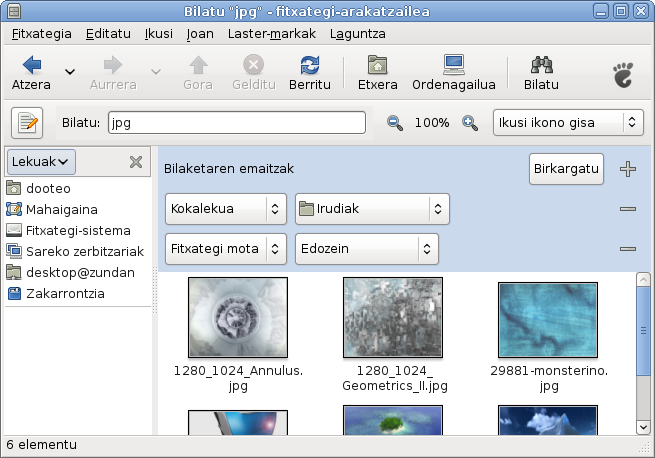 Bilatu "jpg" - fitxategi-arakatzailea
Fitxategia Editatu Ikusi Joan Laster-markak Laguntza
Atzera Aurrera Gora Gelditu Berritu Etxera Ordenagailua Bilatu
Bilatu: jpg 100% Ikusi ikono gisa
Lekuak
dooteo
Mahaigaina
Fitxategi-sistema
Sareko zerbitzariak
desktop@zundan
Zakarrontzia
Bilaketaren emaitzak Birkargatu
Kokalekua Irudiak
Fitxategi mota Edozein
1280_1024_Annulus.
jpg
1280_1024_
Geometrics_II.jpg
29881-monsterino.
jpg
6 elementu